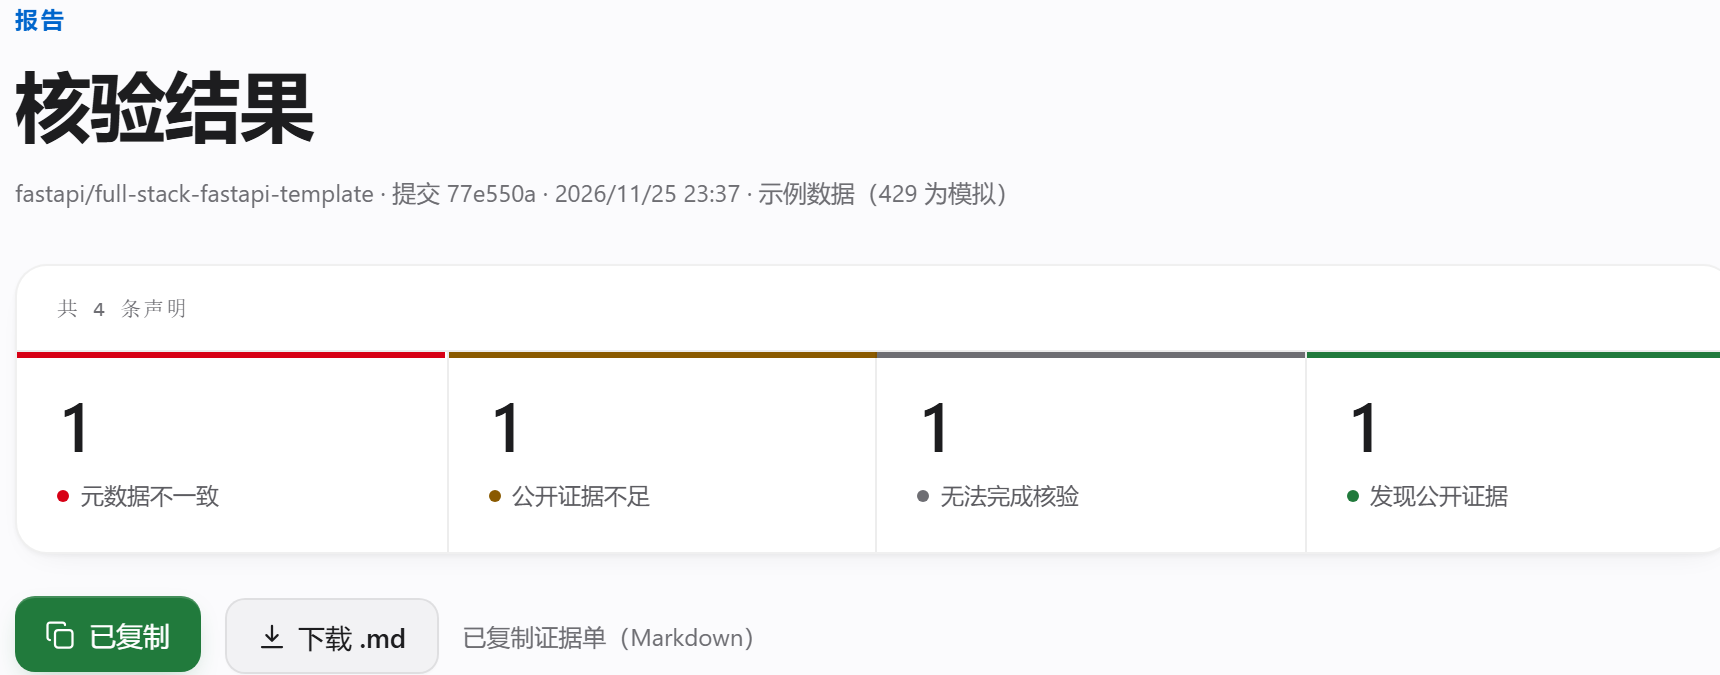 报告
核验结果
fastapi/full-stack-fastapi-template · 提交 77e550a · 2026/11/25 23:37 · 示例数据（429 为模拟）
共 4 条声明
1
元数据不一致
1
公开证据不足
1
无法完成核验
1
发现公开证据
已复制
下载 .md
已复制证据单（Markdown）